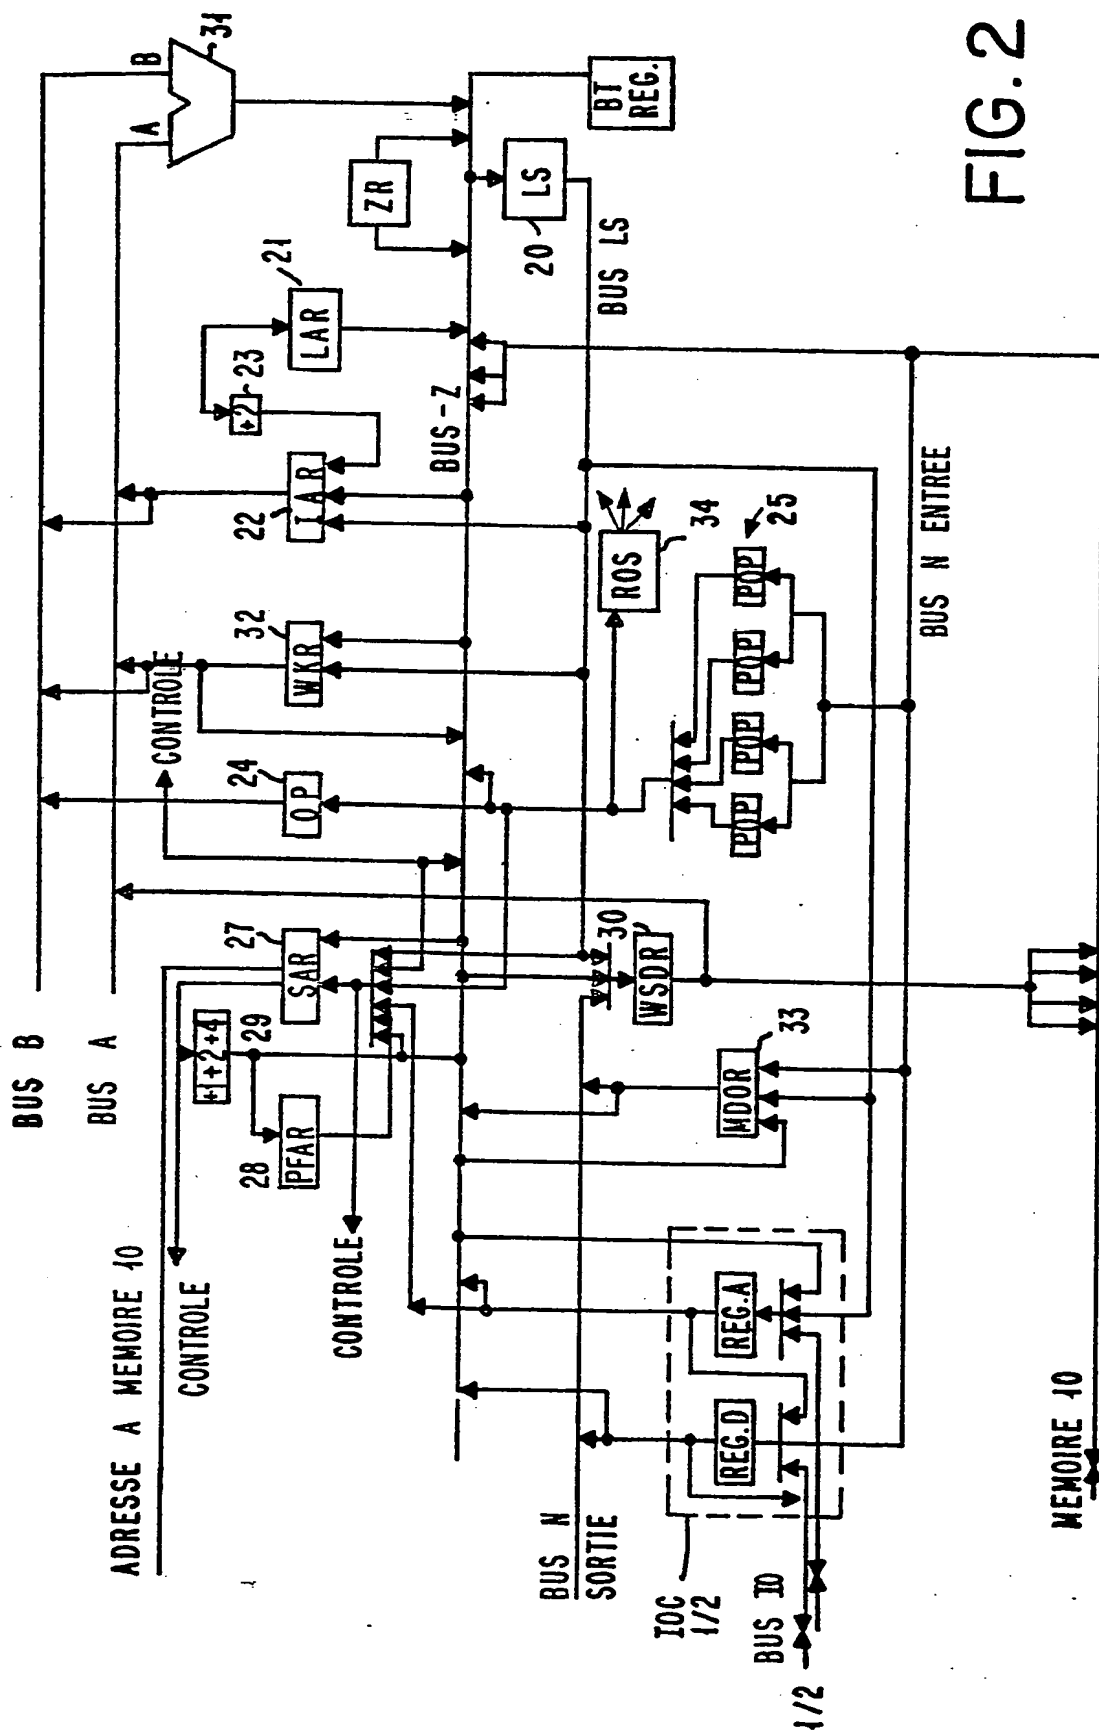 BUS B
BUS A
ADRESSE A MEMOIRE 10
CONTROLE
+1 +2 +4
29
28
PFAR
27
SAR
CONTROLE
CONTROLE
24
OP
32
WKR
22
IAR
+2
23
21
LAR
A
B
31
ZR
BUS-Z
20
LS
BUS LS
BT
REG.
BUS N
SORTIE
30
WSDR
33
MDOR
ROS
34
25
POP
POP
POP
POP
BUS N ENTREE
IOC
1/2
REG.D
REG.A
BUS IO
1/2
MEMOIRE 10
FIG. 2